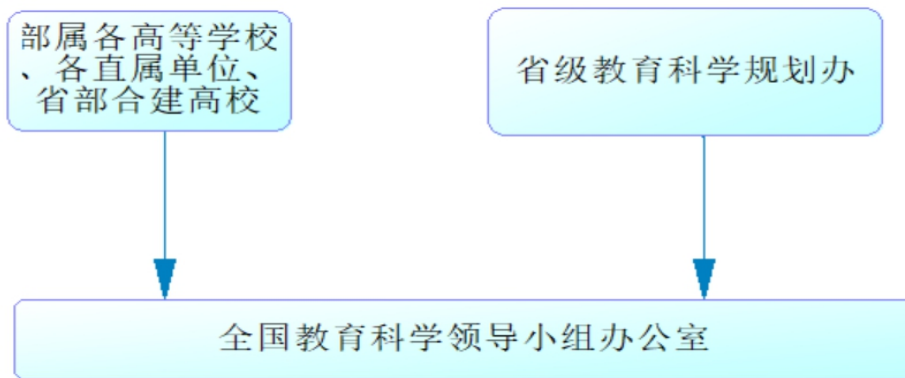 部属各高等学校
、各直属单位、
省部合建高校
省级教育科学规划办
全国教育科学领导小组办公室